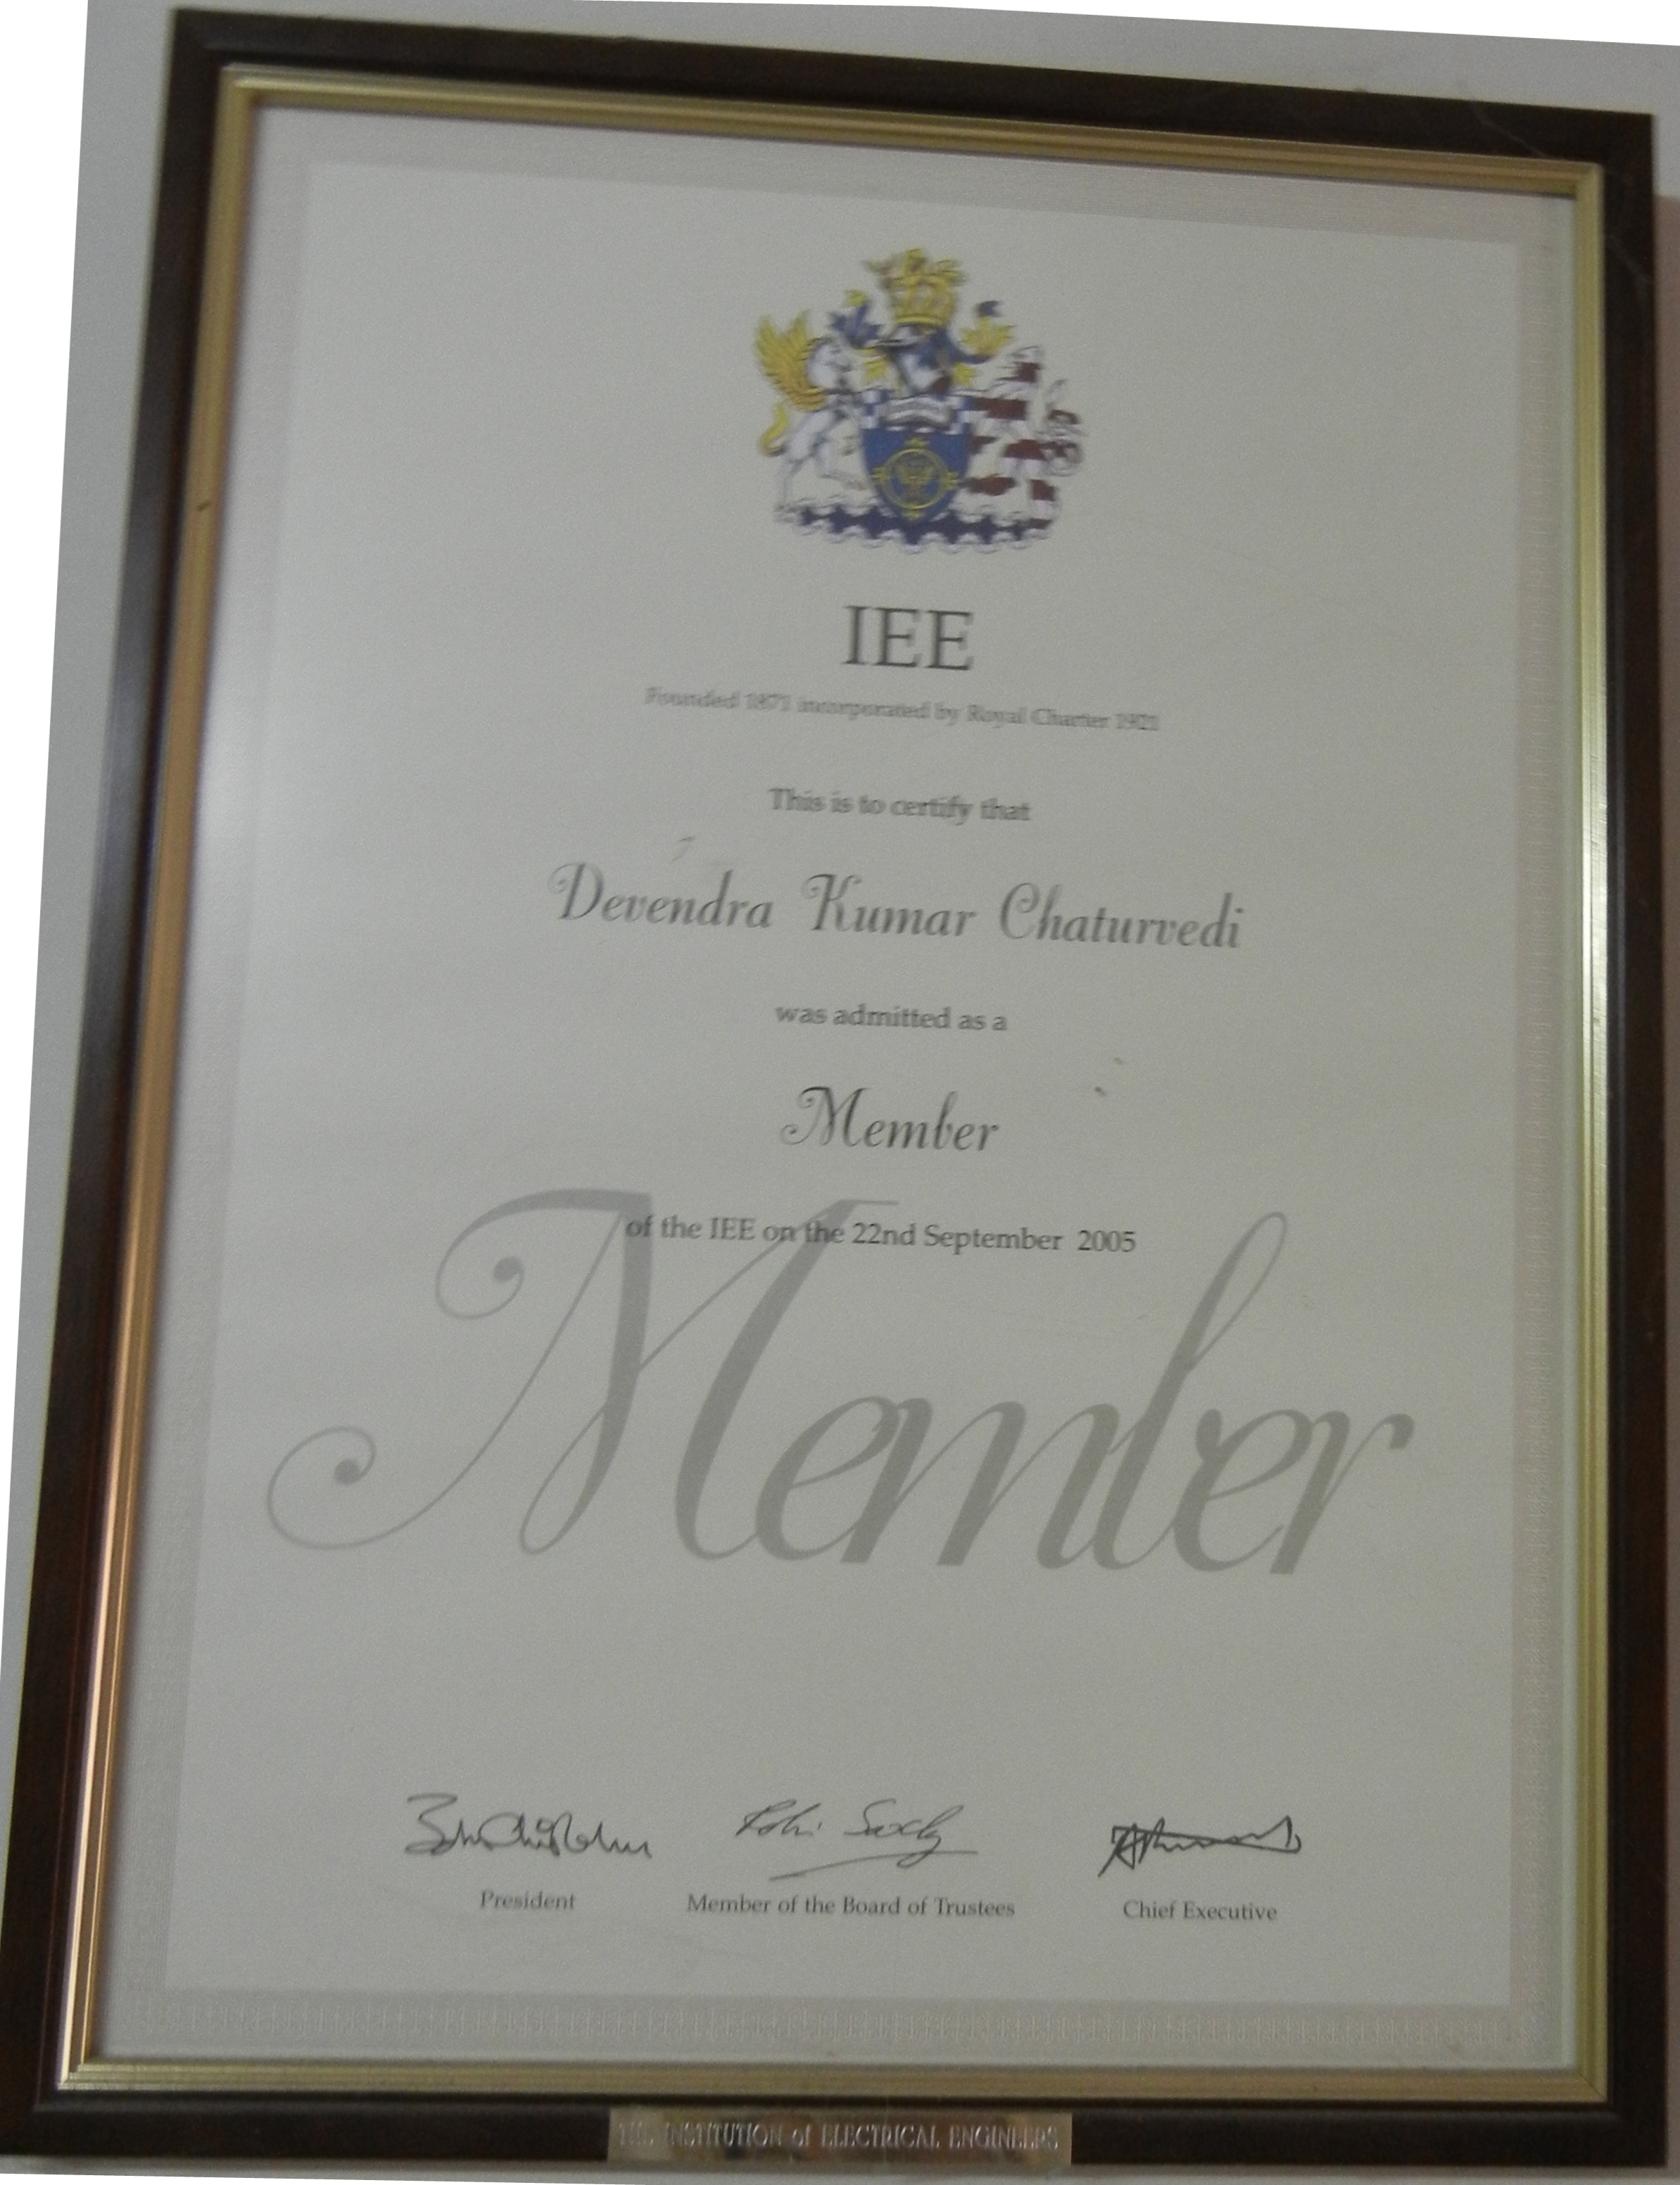 IEE
Founded 1871 incorporated by Royal Charter 1921
This is to certify that
Devendra Kumar Chaturvedi
was admitted as a
Member
of the IEE on the 22nd September 2005
Member
President
Member of the Board of Trustees
Chief Executive
THE INSTITUTION of ELECTRICAL ENGINEERS